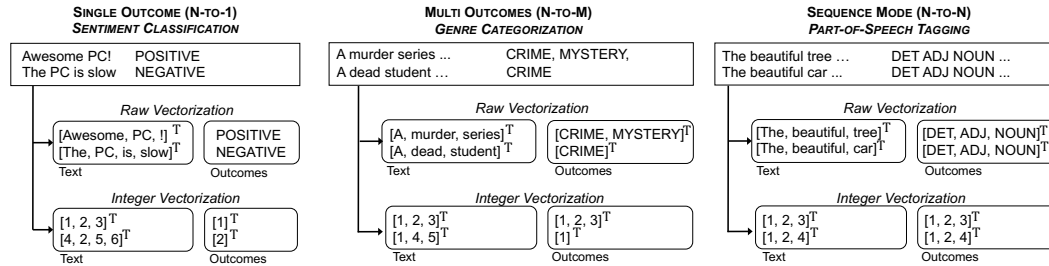 SINGLE OUTCOME (N-TO-1)
SENTIMENT CLASSIFICATION
Awesome PC! POSITIVE
The PC is slow NEGATIVE
Raw Vectorization
[Awesome, PC, !]T POSITIVE
[The, PC, is, slow]T NEGATIVE
Text Outcomes
Integer Vectorization
[1, 2, 3]T [1]T
[4, 2, 5, 6]T [2]T
Text Outcomes
MULTI OUTCOMES (N-TO-M)
GENRE CATEGORIZATION
A murder series ... CRIME, MYSTERY,
A dead student ... CRIME
Raw Vectorization
[A, murder, series]T [CRIME, MYSTERY]T
[A, dead, student] T [CRIME]T
Text Outcomes
Integer Vectorization
[1, 2, 3]T [1, 2, 3]T
[1, 4, 5]T [1]T
Text Outcomes
SEQUENCE MODE (N-TO-N)
PART-OF-SPEECH TAGGING
The beautiful tree ... DET ADJ NOUN ...
The beautiful car ... DET ADJ NOUN ...
Raw Vectorization
[The, beautiful, tree]T [DET, ADJ, NOUN]T
[The, beautiful, car]T [DET, ADJ, NOUN]T
Text Outcomes
Integer Vectorization
[1, 2, 3]T [1, 2, 3]T
[1, 2, 4]T [1, 2, 4]T
Text Outcomes